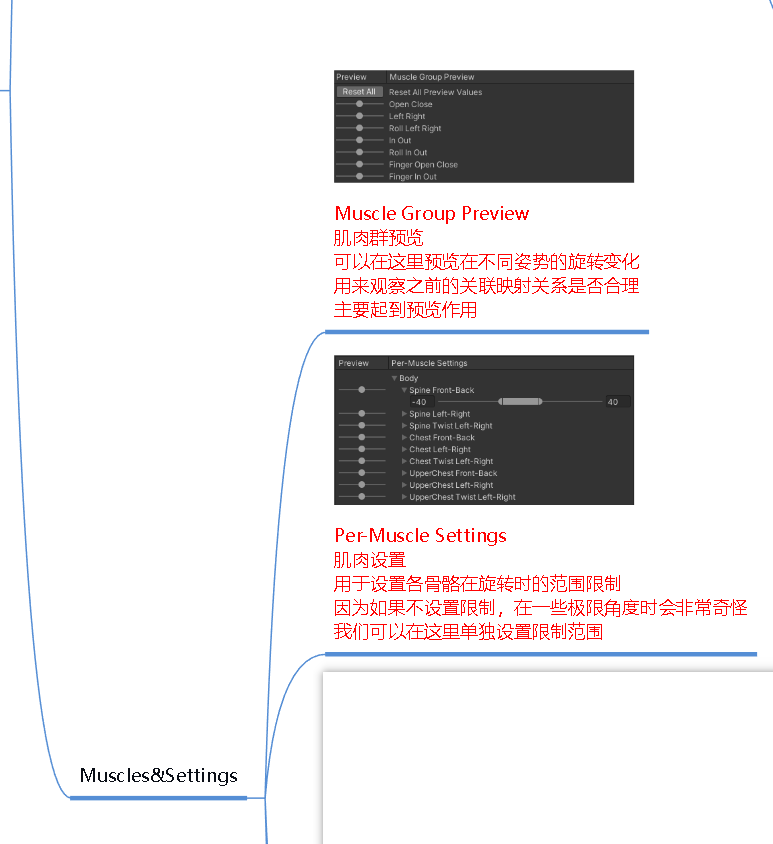 Preview Muscle Group Preview
Reset All Reset All Preview Values
Open Close
Left Right
Roll Left Right
In Out
Roll In Out
Finger Open Close
Finger In Out
Muscle Group Preview
肌肉群预览
可以在这里预览在不同姿势的旋转变化
用来观察之前的关联映射关系是否合理
主要起到预览作用
Preview Per-Muscle Settings
Body
Spine Front-Back
-40 40
Spine Left-Right
Spine Twist Left-Right
Chest Front-Back
Chest Left-Right
Chest Twist Left-Right
UpperChest Front-Back
UpperChest Left-Right
UpperChest Twist Left-Right
Per-Muscle Settings
肌肉设置
用于设置各骨骼在旋转时的范围限制
因为如果不设置限制，在一些极限角度时会非常奇怪
我们可以在这里单独设置限制范围
Muscles&Settings